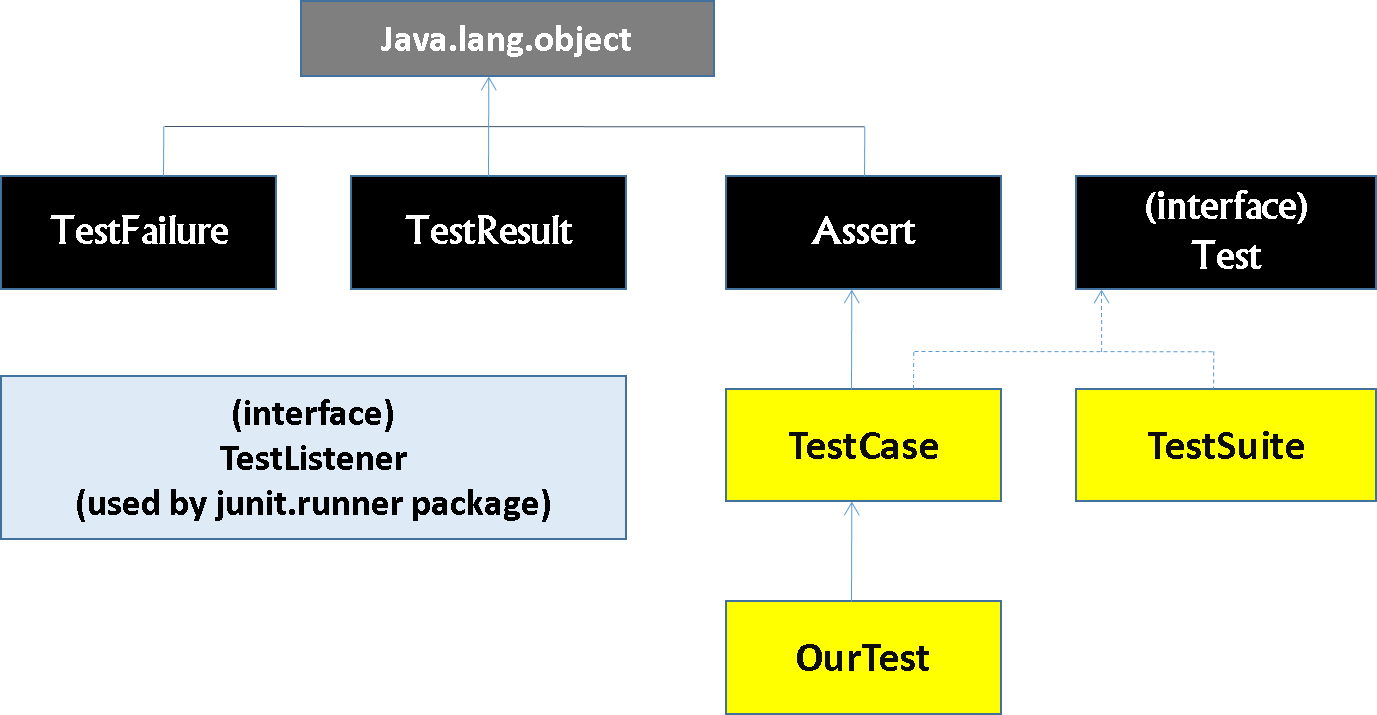 Java.lang.object
TestFailure
TestResult
Assert
(interface)
Test
(interface)
TestListener
(used by junit.runner package)
TestCase
TestSuite
OurTest